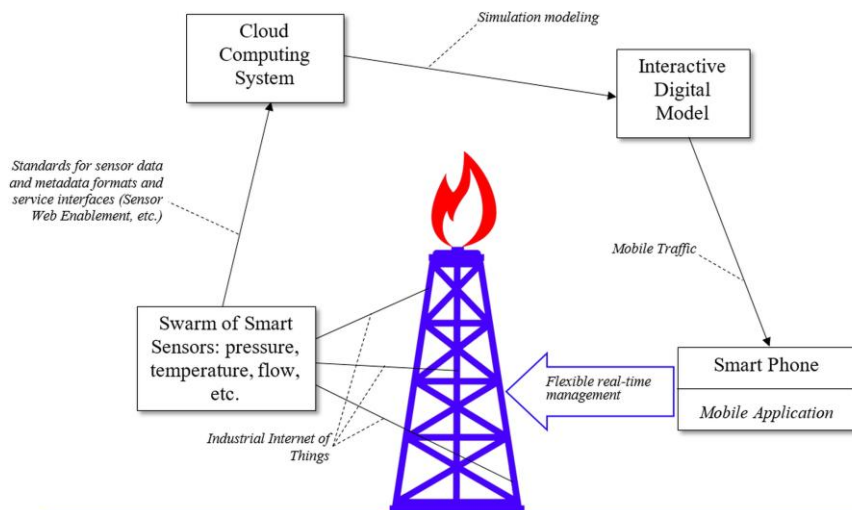 Simulation modeling
Cloud
Computing
System
Interactive
Digital
Model
Standards for sensor data
and metadata formats and
service interfaces (Sensor
Web Enablement, etc.)
Mobile Traffic
Swarm of Smart
Sensors: pressure,
temperature, flow,
etc.
Smart Phone
Mobile Application
Flexible real-time
management
Industrial Internet of
Things